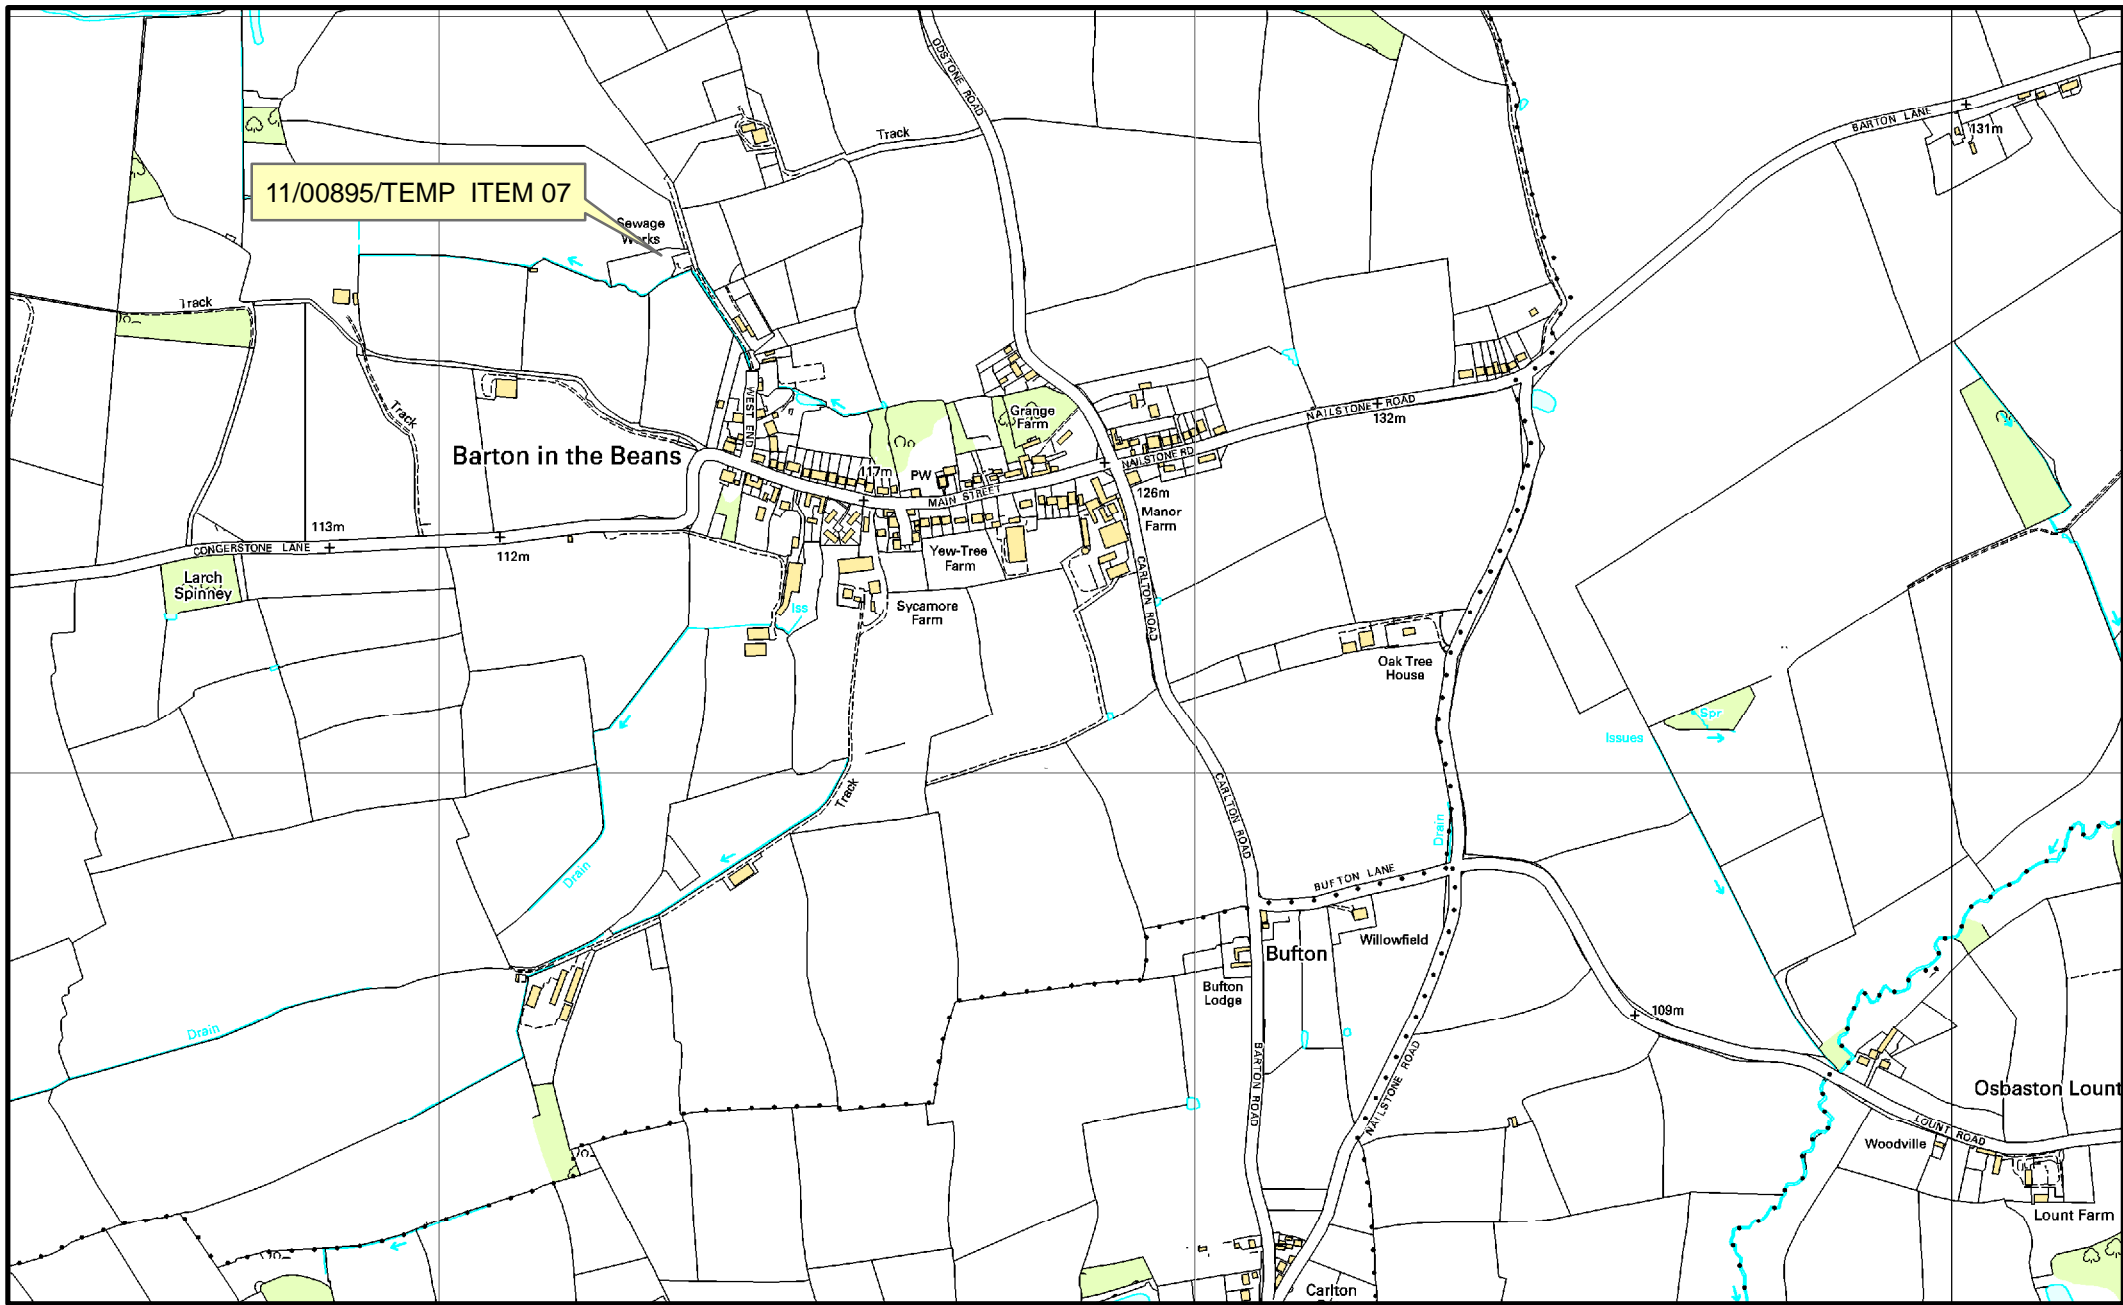 ODSTONE ROAD
Track
BARTON LANE
131m
11/00895/TEMP ITEM 07
Sewage
Works
Track
Track
WEST END
Grange
Farm
NAILSTONE ROAD
132m
Barton in the Beans
117m
PW
MAIN STREET
NAILSTONE RD
126m
Manor
Farm
113m
CONGERSTONE LANE
112m
Yew-Tree
Farm
Larch
Spinney
Iss
Sycamore
Farm
CARLTON ROAD
Oak Tree
House
Spr
Issues
Track
CARLTON ROAD
Drain
Drain
BUFTON LANE
Willowfield
Bufton
Bufton
Lodge
109m
Drain
BARTON ROAD
NAILSTONE ROAD
Osbaston Lount
LOUNT ROAD
Woodville
Lount Farm
Carlton